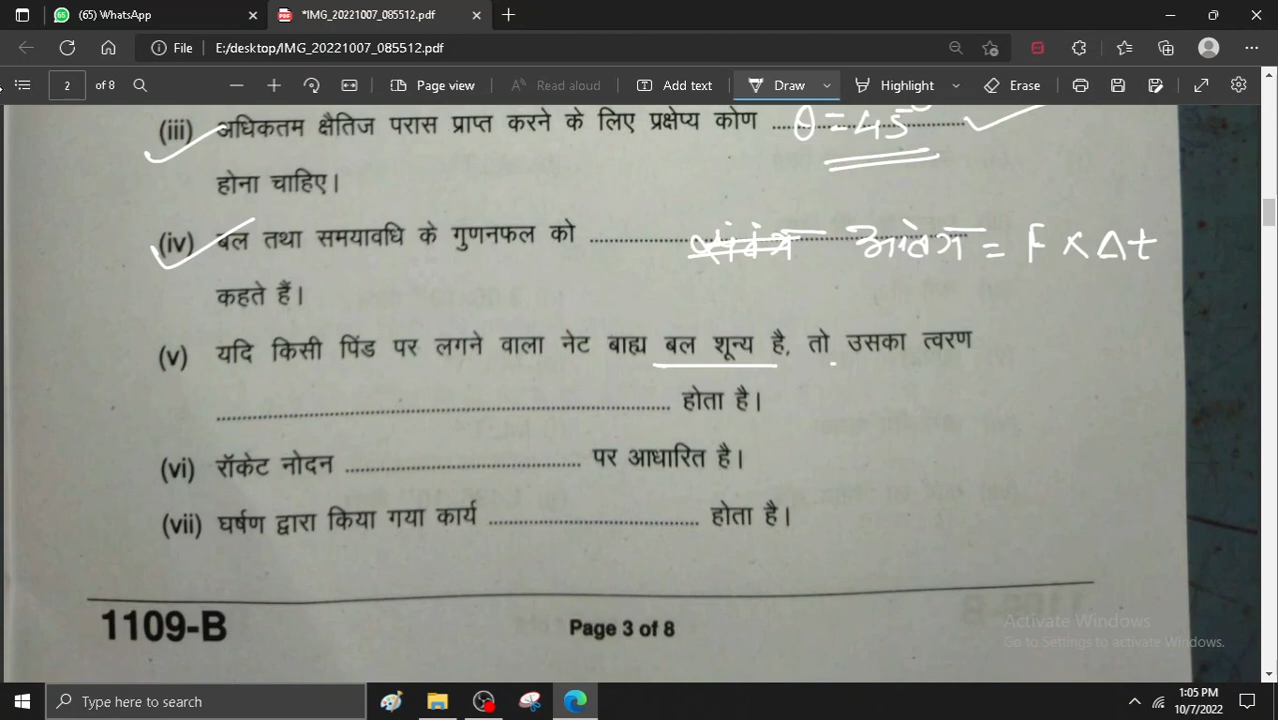 (65) WhatsApp
*IMG_20221007_085512.pdf
File E:/desktop/IMG_20221007_085512.pdf
2 of 8 Page view Read aloud Add text Draw Highlight Erase
(iii) अधिकतम क्षैतिज परास प्राप्त करने के लिए प्रक्षेप्य कोण .......... θ = 45°
होना चाहिए।
(iv) बल तथा समयावधि के गुणनफल को .......... आवेग = F × Δt
कहते हैं।
(v) यदि किसी पिंड पर लगने वाला नेट बाह्य बल शून्य है, तो उसका त्वरण
.......... होता है।
(vi) रॉकेट नोदन .......... पर आधारित है।
(vii) घर्षण द्वारा किया गया कार्य .......... होता है।
1109-B Page 3 of 8
Activate Windows
Go to Settings to activate Windows.
Type here to search
1:05 PM
10/7/2022